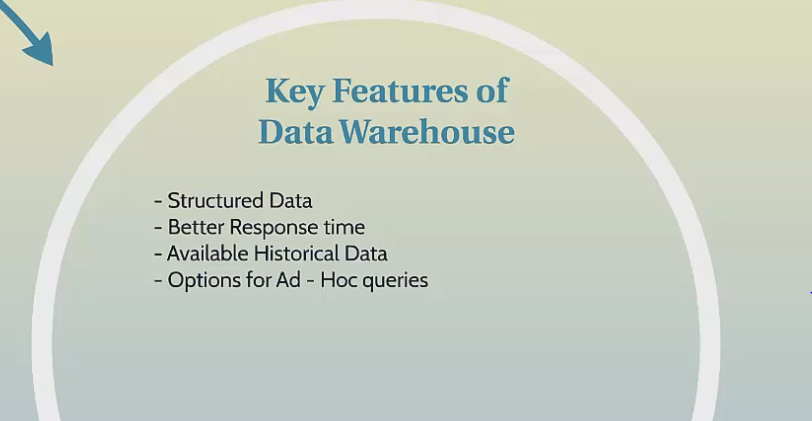 Key Features of
Data Warehouse
- Structured Data
- Better Response time
- Available Historical Data
- Options for Ad - Hoc queries